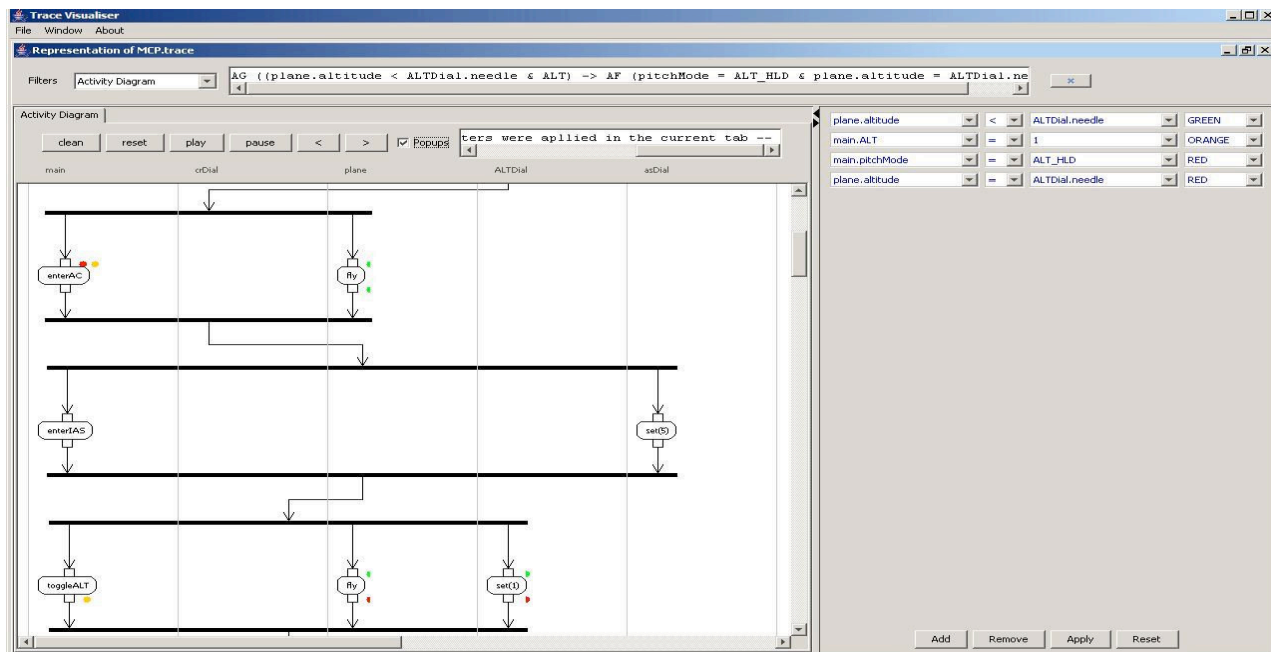 Trace Visualiser
File Window About
Representation of MCP.trace
Filters Activity Diagram AG ((plane.altitude < ALTDial.needle & ALT) -> AF (pitchMode = ALT_HLD & plane.altitude = ALTDial.ne
Activity Diagram
clean reset play pause < > Popups ters were apllied in the current tab --
main crDial plane ALTDial asDial
enterAC fly
enterIAS set(5)
toggleALT fly set(1)
plane.altitude < ALTDial.needle GREEN
main.ALT = 1 ORANGE
main.pitchMode = ALT_HLD RED
plane.altitude = ALTDial.needle RED
Add Remove Apply Reset